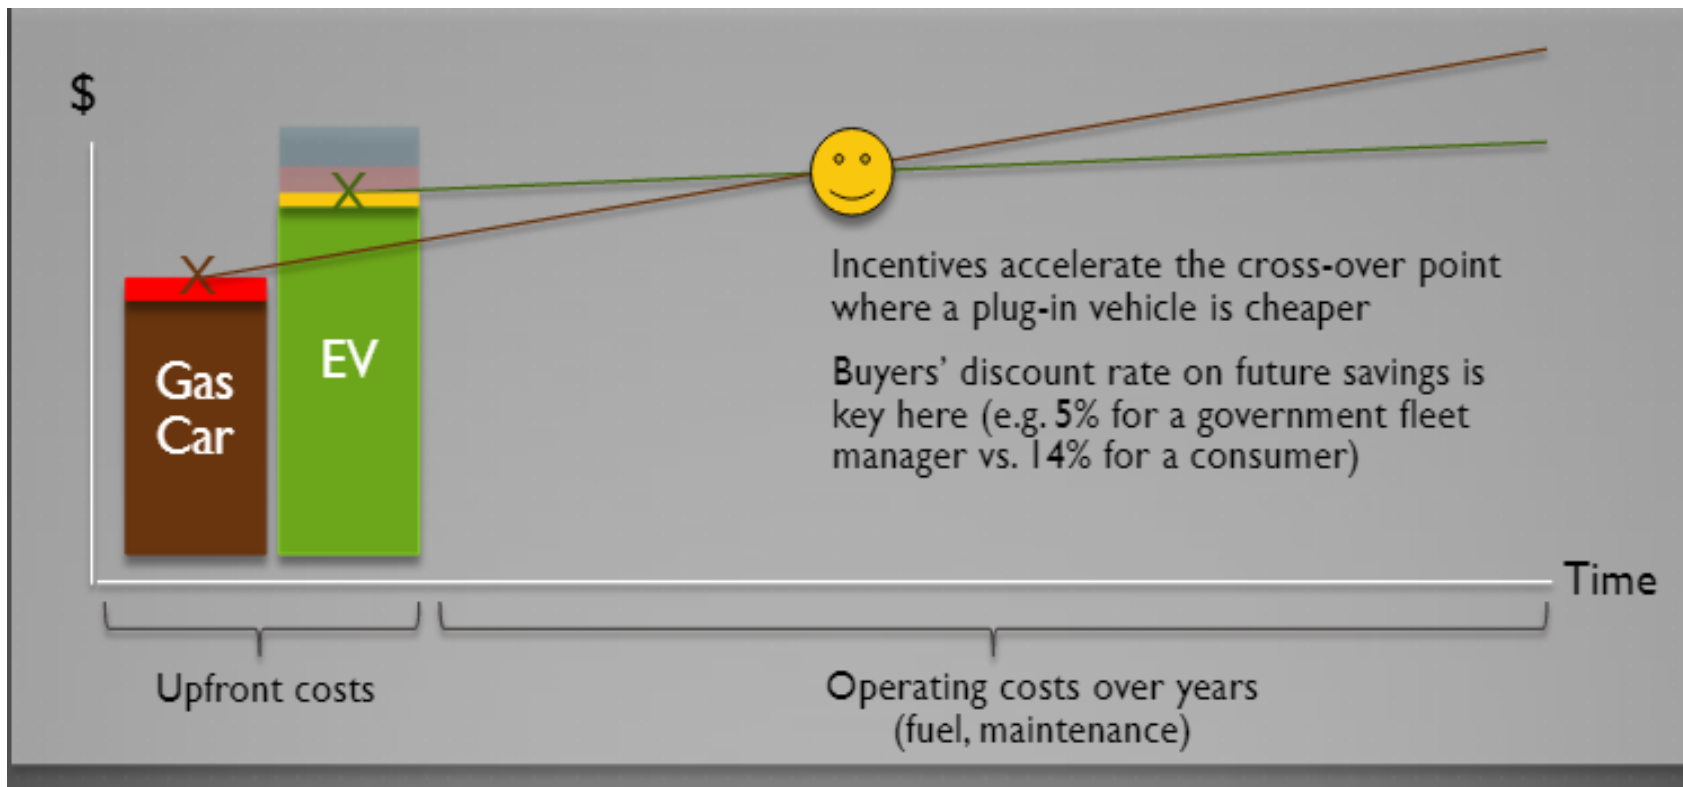 $
Gas
Car
EV
Incentives accelerate the cross-over point
where a plug-in vehicle is cheaper
Buyers’ discount rate on future savings is
key here (e.g. 5% for a government fleet
manager vs. 14% for a consumer)
Time
Upfront costs
Operating costs over years
(fuel, maintenance)